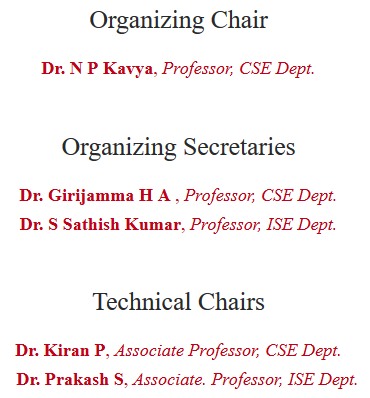 Organizing Chair
Dr. N P Kavya, Professor, CSE Dept.
Organizing Secretaries
Dr. Girijamma H A , Professor, CSE Dept.
Dr. S Sathish Kumar, Professor, ISE Dept.
Technical Chairs
Dr. Kiran P, Associate Professor, CSE Dept.
Dr. Prakash S, Associate. Professor, ISE Dept.